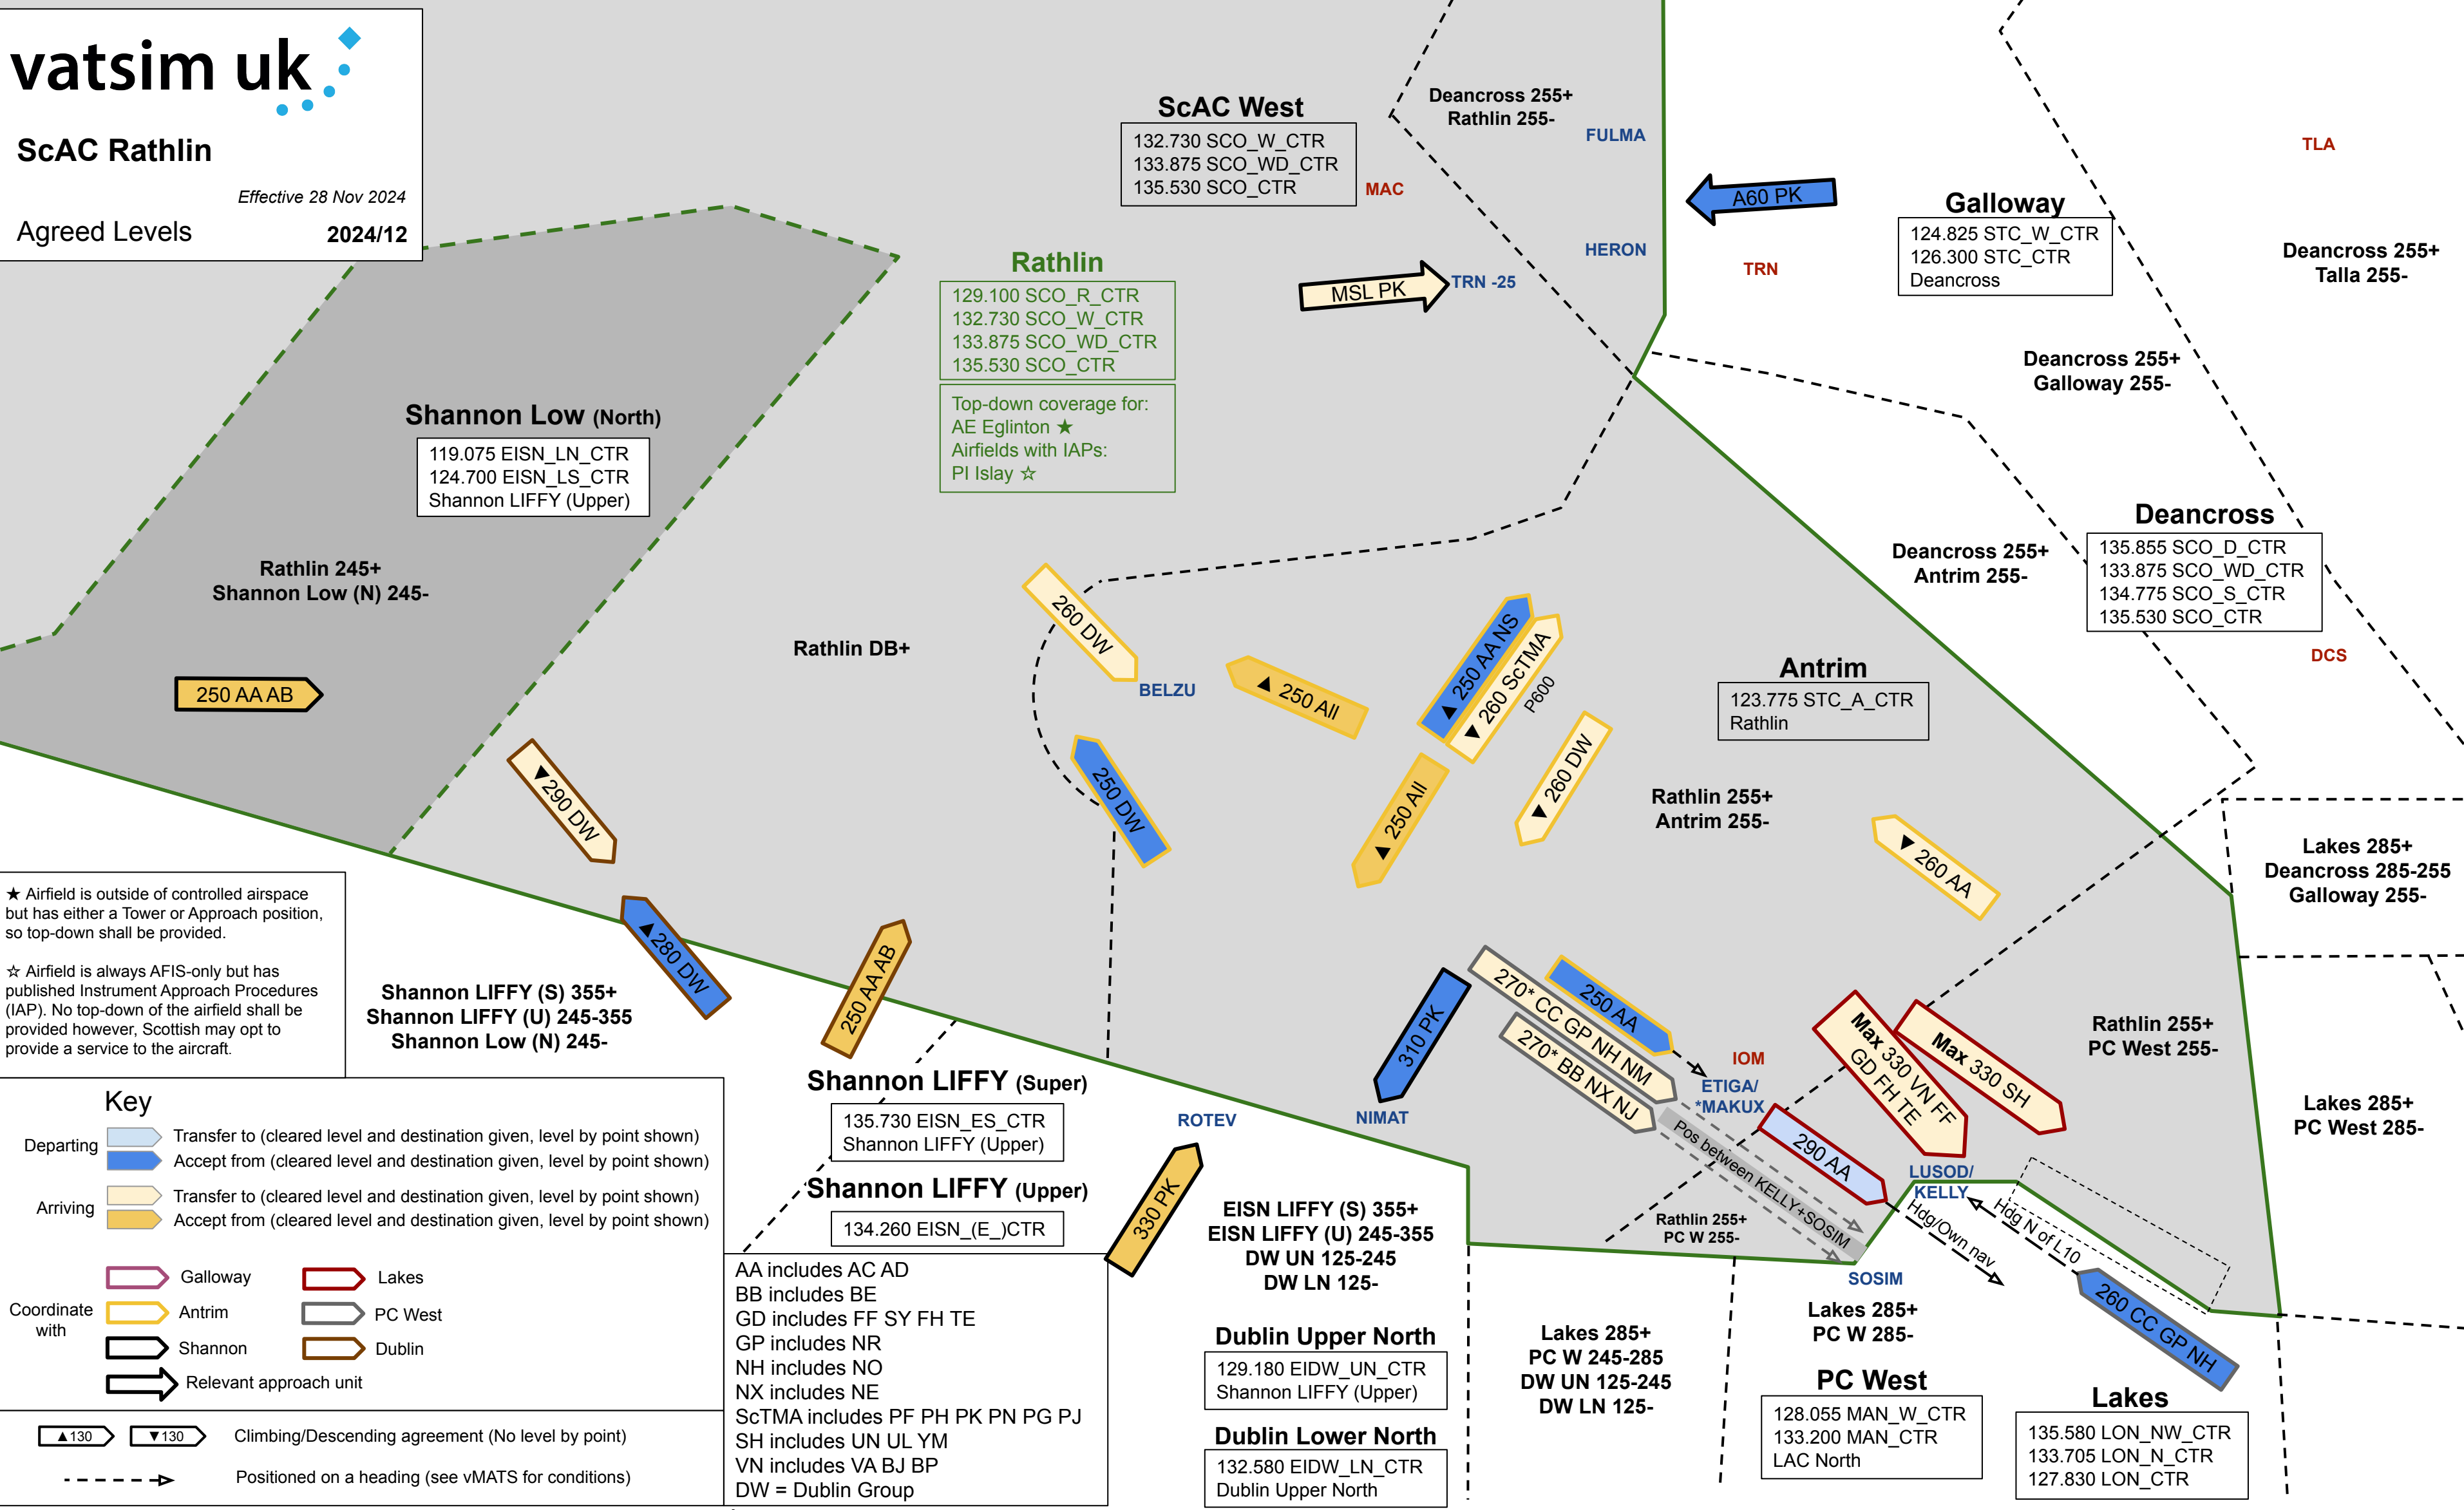 vatsim uk
ScAC Rathlin
Effective 28 Nov 2024
Agreed Levels 2024/12
ScAC West
132.730 SCO_W_CTR
133.875 SCO_WD_CTR
135.530 SCO_CTR
MAC
Deancross 255+
Rathlin 255-
FULMA
HERON
A60 PK
MSL PK
TRN -25
TRN
TLA
Galloway
124.825 STC_W_CTR
126.300 STC_CTR
Deancross
Deancross 255+
Talla 255-
Deancross 255+
Galloway 255-
Rathlin
129.100 SCO_R_CTR
132.730 SCO_W_CTR
133.875 SCO_WD_CTR
135.530 SCO_CTR
Top-down coverage for:
AE Eglinton ★
Airfields with IAPs:
PI Islay ☆
Shannon Low (North)
119.075 EISN_LN_CTR
124.700 EISN_LS_CTR
Shannon LIFFY (Upper)
Rathlin 245+
Shannon Low (N) 245-
250 AA AB
Rathlin DB+
260 DW
BELZU
▲ 250 All
▲ 250 AA NS
▼ 260 ScTMA
P600
Deancross 255+
Antrim 255-
Deancross
135.855 SCO_D_CTR
133.875 SCO_WD_CTR
134.775 SCO_S_CTR
135.530 SCO_CTR
DCS
Antrim
123.775 STC_A_CTR
Rathlin
Rathlin 255+
Antrim 255-
▼290 DW
250 DW
▲ 250 All
▼ 260 DW
▼ 260 AA
Lakes 285+
Deancross 285-255
Galloway 255-
★ Airfield is outside of controlled airspace
but has either a Tower or Approach position,
so top-down shall be provided.
☆ Airfield is always AFIS-only but has
published Instrument Approach Procedures
(IAP). No top-down of the airfield shall be
provided however, Scottish may opt to
provide a service to the aircraft.
▲280 DW
250 AA AB
Shannon LIFFY (S) 355+
Shannon LIFFY (U) 245-355
Shannon Low (N) 245-
310 PK
NIMAT
270* CC GP NH NM
250 AA
270* BB NX NJ
IOM
ETIGA/
*MAKUX
Pos between KELLY+SOSIM
Max 330 VN FF
GD FH TE
Max 330 SH
Rathlin 255+
PC West 255-
Lakes 285+
PC West 285-
290 AA
LUSOD/
KELLY
Hdg/Own nav
Hdg N of L10
260 CC GP NH
Rathlin 255+
PC W 255-
SOSIM
Lakes 285+
PC W 285-
Shannon LIFFY (Super)
135.730 EISN_ES_CTR
Shannon LIFFY (Upper)
Shannon LIFFY (Upper)
134.260 EISN_(E_)CTR
ROTEV
330 PK
EISN LIFFY (S) 355+
EISN LIFFY (U) 245-355
DW UN 125-245
DW LN 125-
Dublin Upper North
129.180 EIDW_UN_CTR
Shannon LIFFY (Upper)
Dublin Lower North
132.580 EIDW_LN_CTR
Dublin Upper North
Lakes 285+
PC W 245-285
DW UN 125-245
DW LN 125-
PC West
128.055 MAN_W_CTR
133.200 MAN_CTR
LAC North
Lakes
135.580 LON_NW_CTR
133.705 LON_N_CTR
127.830 LON_CTR
Key
Departing
Transfer to (cleared level and destination given, level by point shown)
Accept from (cleared level and destination given, level by point shown)
Arriving
Transfer to (cleared level and destination given, level by point shown)
Accept from (cleared level and destination given, level by point shown)
Coordinate
with
Galloway
Lakes
Antrim
PC West
Shannon
Dublin
Relevant approach unit
▲130 ▼130 Climbing/Descending agreement (No level by point)
Positioned on a heading (see vMATS for conditions)
AA includes AC AD
BB includes BE
GD includes FF SY FH TE
GP includes NR
NH includes NO
NX includes NE
ScTMA includes PF PH PK PN PG PJ
SH includes UN UL YM
VN includes VA BJ BP
DW = Dublin Group